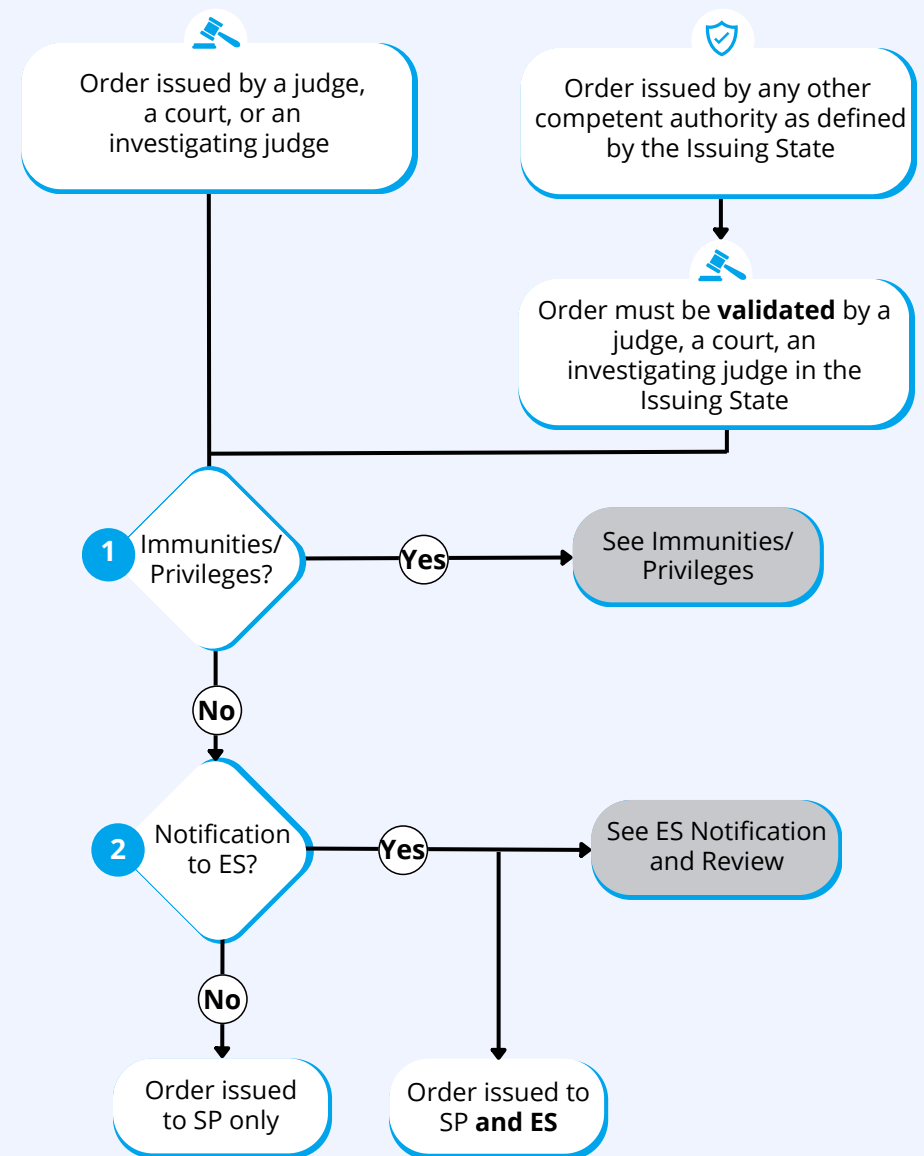 Order issued by a judge,
a court, or an
investigating judge
Order issued by any other
competent authority as defined
by the Issuing State
Order must be validated by a
judge, a court, an
investigating judge in the
Issuing State
1
Immunities/
Privileges?
Yes
See Immunities/
Privileges
No
2
Notification
to ES?
Yes
See ES Notification
and Review
No
Order issued
to SP only
Order issued to
SP and ES